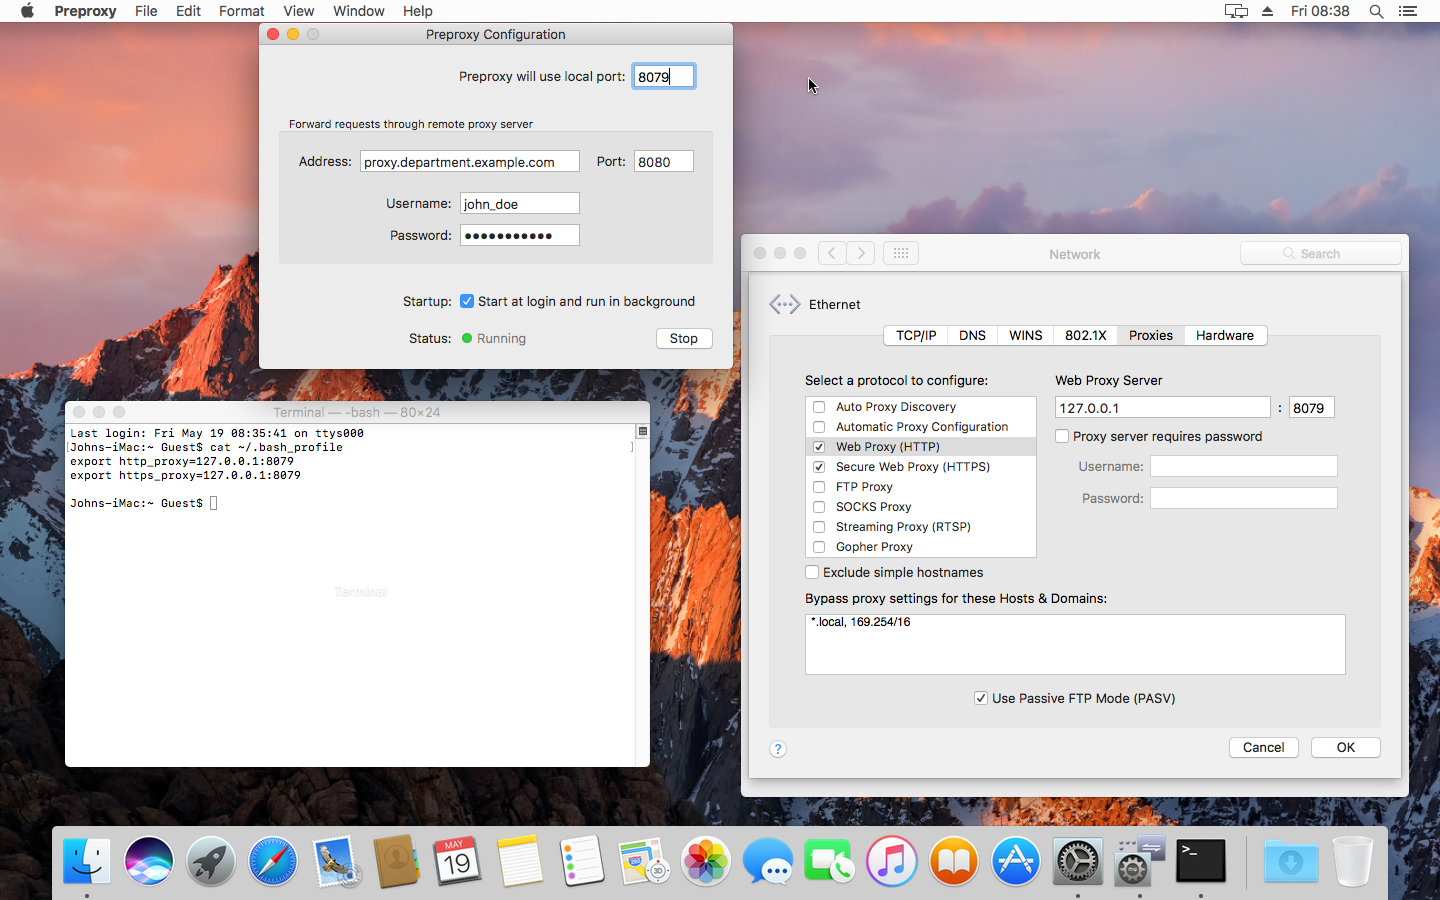 Preproxy File Edit Format View Window Help
Fri 08:38
Preproxy Configuration
Preproxy will use local port: 8079
Forward requests through remote proxy server
Address: proxy.department.example.com Port: 8080
Username: john_doe
Password: ●●●●●●●●●●●
Startup: Start at login and run in background
Status: Running Stop
Terminal — -bash — 80×24
Last login: Fri May 19 08:35:41 on ttys000
[Johns-iMac:~ Guest$ cat ~/.bash_profile ]
export http_proxy=127.0.0.1:8079
export https_proxy=127.0.0.1:8079
Johns-iMac:~ Guest$
Terminal
Network
Search
Ethernet
TCP/IP DNS WINS 802.1X Proxies Hardware
Select a protocol to configure:
Auto Proxy Discovery
Automatic Proxy Configuration
Web Proxy (HTTP)
Secure Web Proxy (HTTPS)
FTP Proxy
SOCKS Proxy
Streaming Proxy (RTSP)
Gopher Proxy
Web Proxy Server
127.0.0.1 : 8079
Proxy server requires password
Username:
Password:
Exclude simple hostnames
Bypass proxy settings for these Hosts & Domains:
*.local, 169.254/16
Use Passive FTP Mode (PASV)
? Cancel OK
MAY
19
280
3D
>_